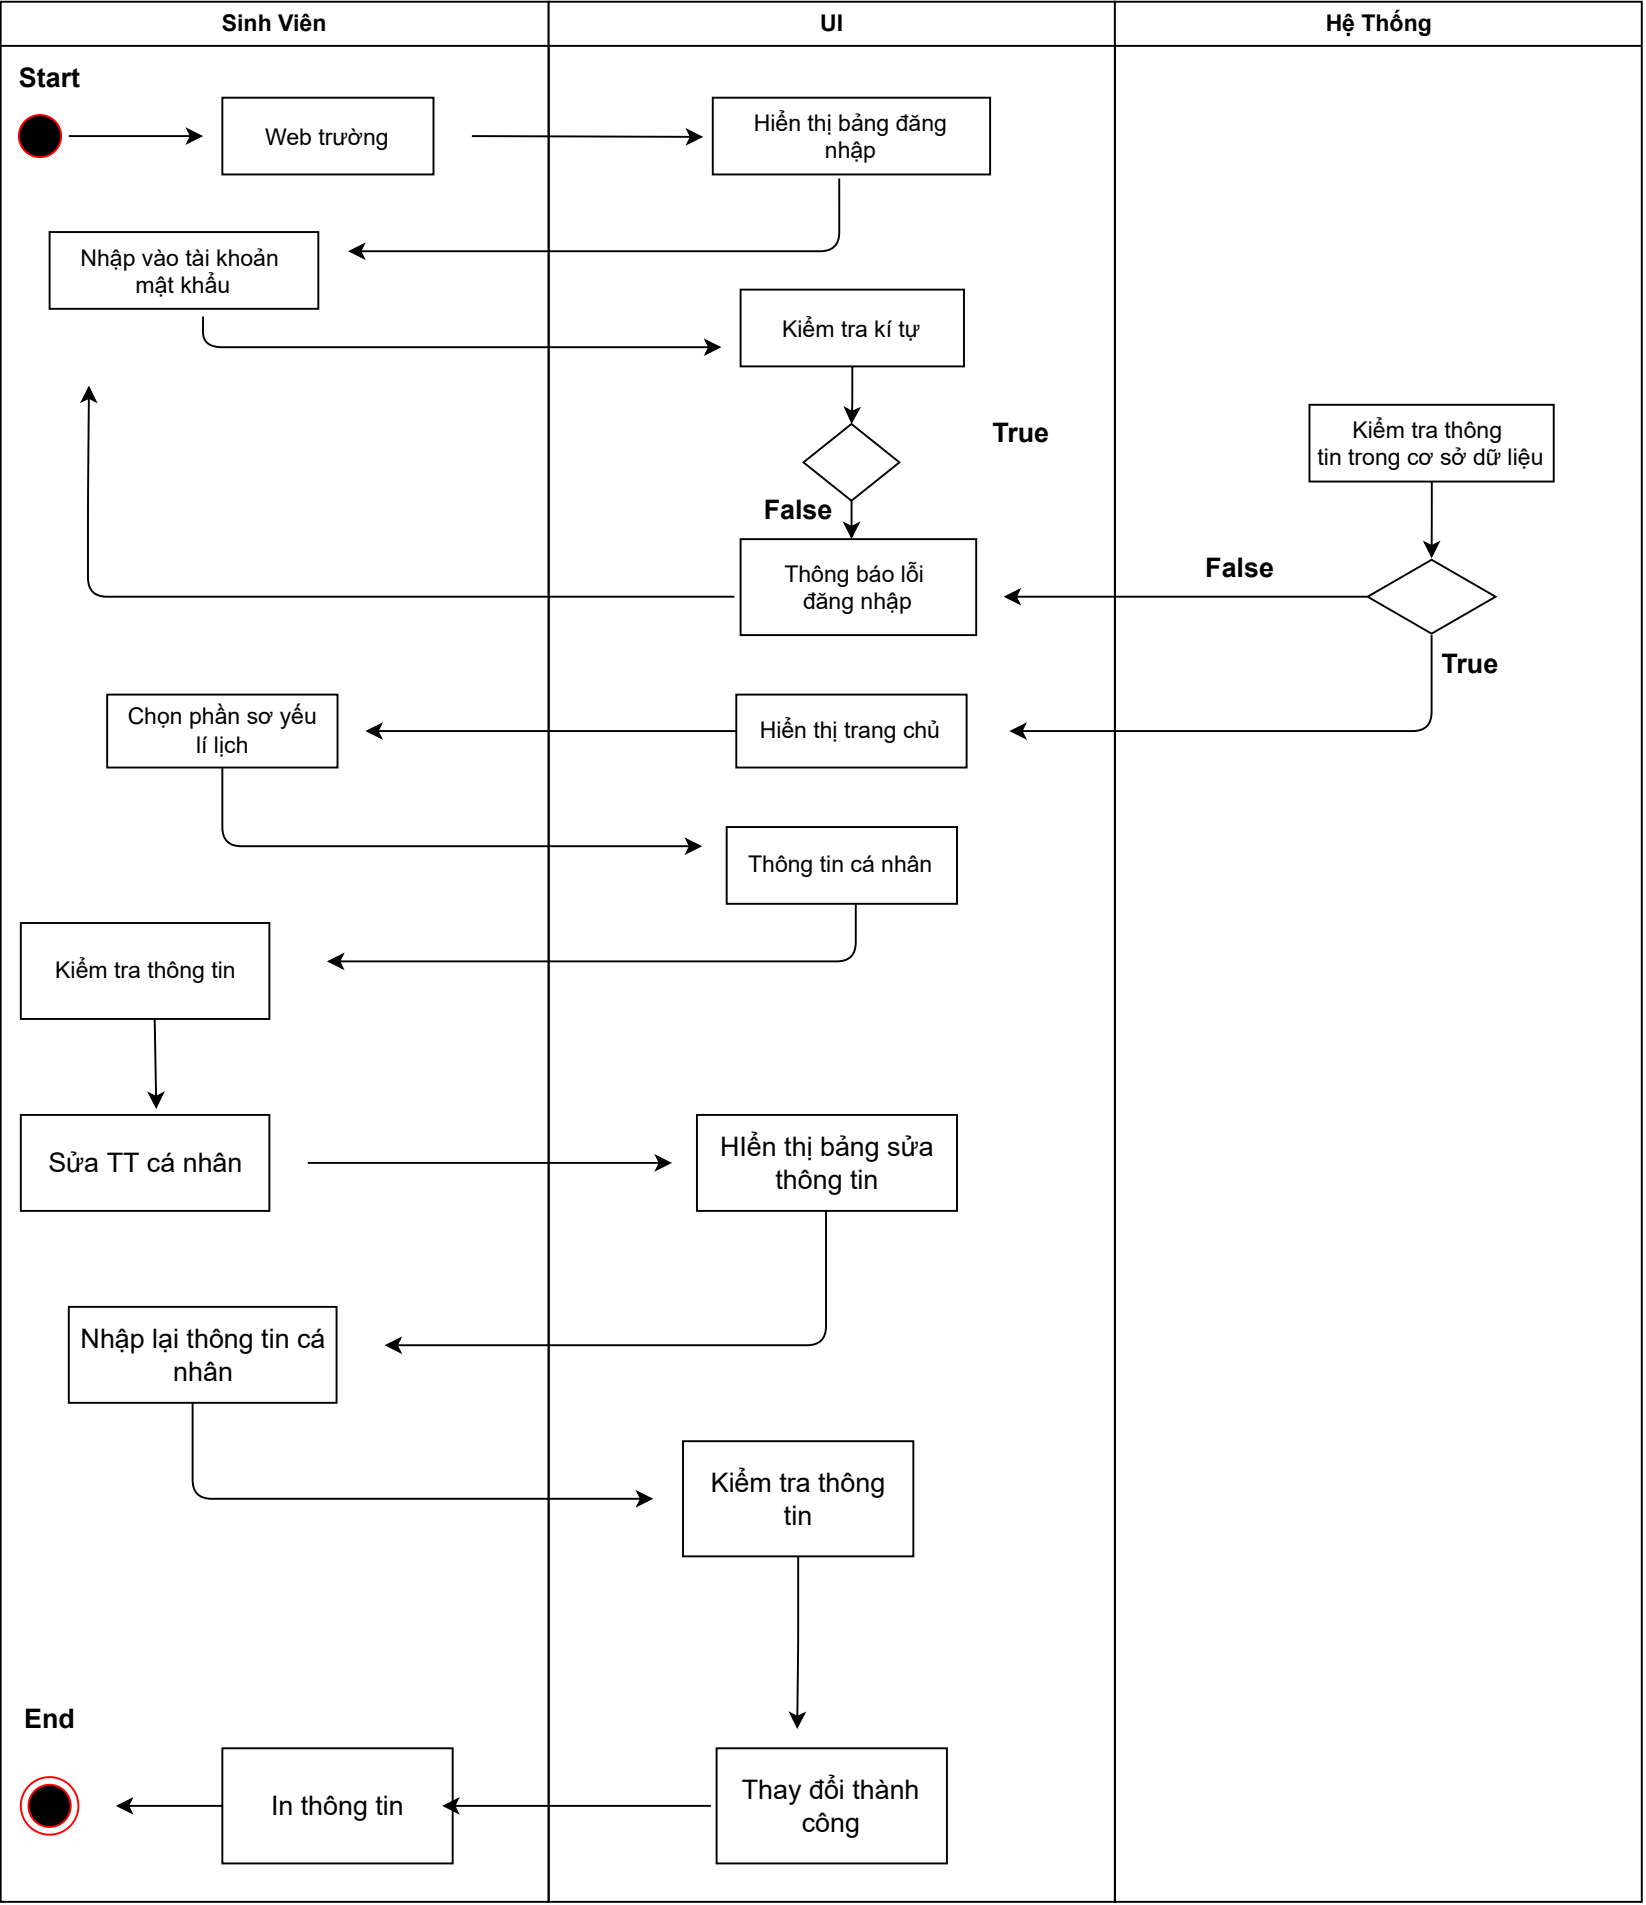 Sinh Viên
UI
Hệ Thống
Start
Web trường
Hiển thị bảng đăng
nhập
Nhập vào tài khoản
mật khẩu
Kiểm tra kí tự
True
Kiểm tra thông
tin trong cơ sở dữ liệu
False
Thông báo lỗi
đăng nhập
False
True
Chọn phần sơ yếu
lí lịch
Hiển thị trang chủ
Thông tin cá nhân
Kiểm tra thông tin
Sửa TT cá nhân
HIển thị bảng sửa
thông tin
Nhập lại thông tin cá
nhân
Kiểm tra thông
tin
End
In thông tin
Thay đổi thành
công